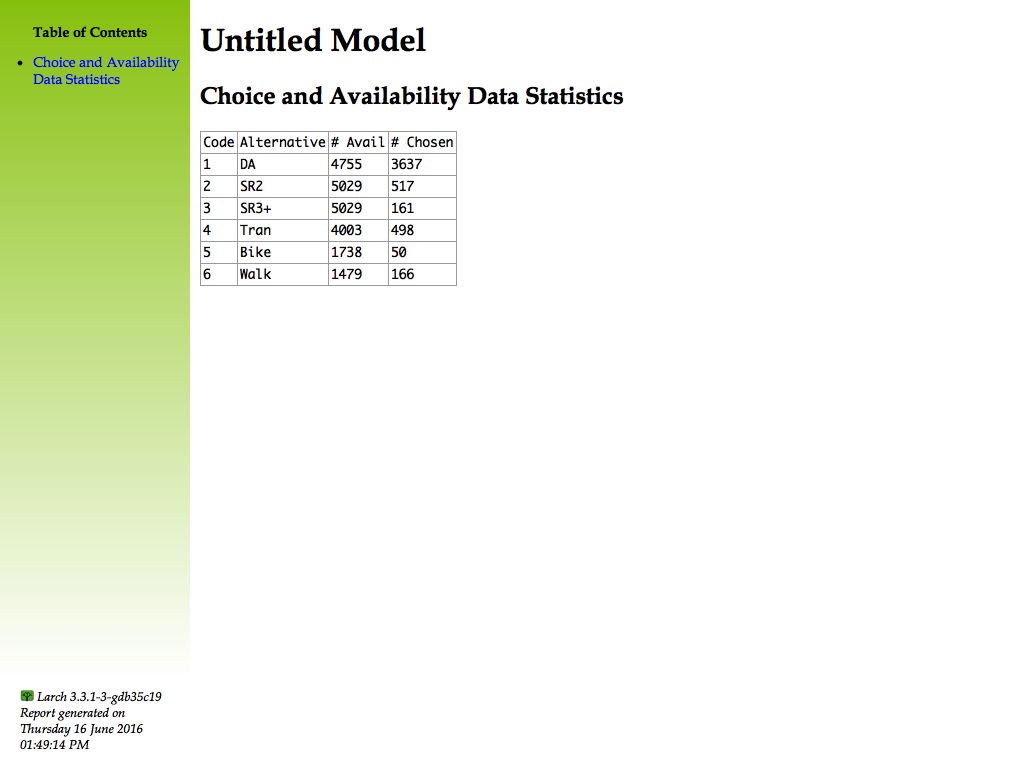 Table of Contents
• Choice and Availability
Data Statistics
Untitled Model
Choice and Availability Data Statistics
Code Alternative # Avail # Chosen
1 DA 4755 3637
2 SR2 5029 517
3 SR3+ 5029 161
4 Tran 4003 498
5 Bike 1738 50
6 Walk 1479 166
Larch 3.3.1-3-gdb35c19
Report generated on
Thursday 16 June 2016
01:49:14 PM